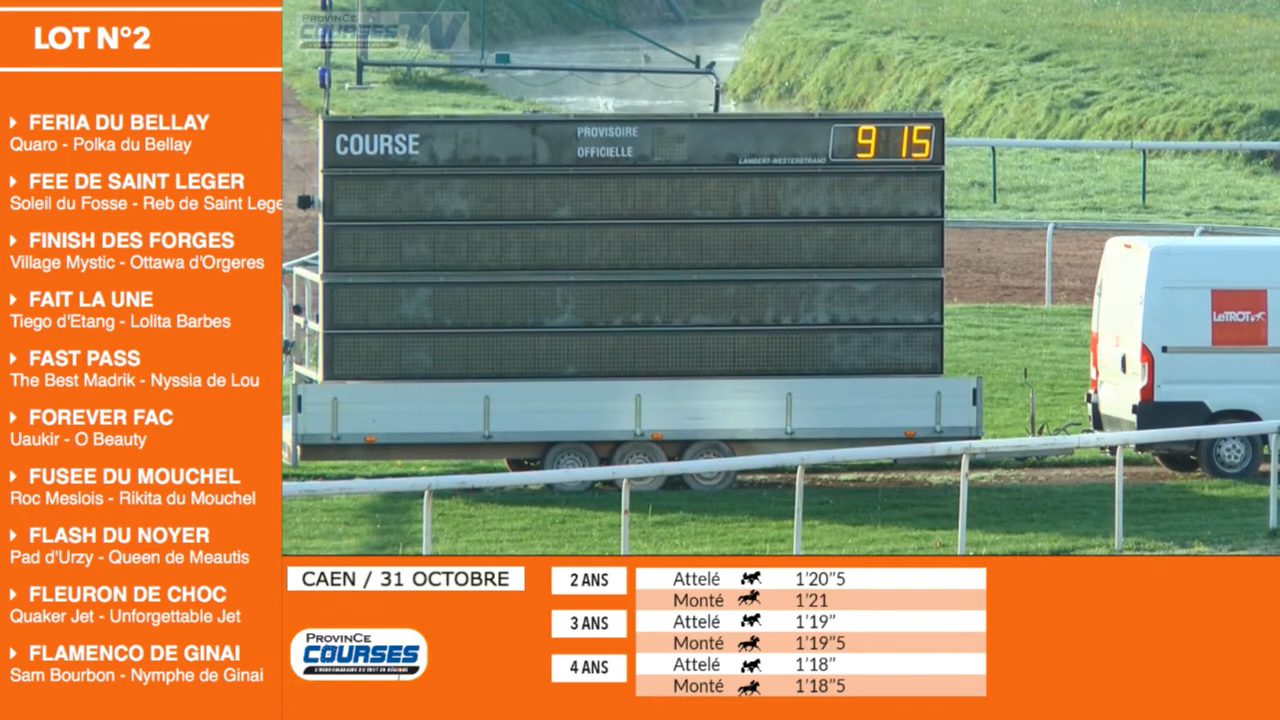 LOT N°2
FERIA DU BELLAY
Quaro - Polka du Bellay
FEE DE SAINT LEGER
Soleil du Fosse - Reb de Saint Lege
FINISH DES FORGES
Village Mystic - Ottawa d'Orgeres
FAIT LA UNE
Tiego d'Etang - Lolita Barbes
FAST PASS
The Best Madrik - Nyssia de Lou
FOREVER FAC
Uaukir - O Beauty
FUSEE DU MOUCHEL
Roc Meslois - Rikita du Mouchel
FLASH DU NOYER
Pad d'Urzy - Queen de Meautis
FLEURON DE CHOC
Quaker Jet - Unforgettable Jet
FLAMENCO DE GINAI
Sam Bourbon - Nymphe de Ginai
PROVINCE
COURSES TV
COURSE
PROVISOIRE
OFFICIELLE
LAMBERT-WESTERSTRAND
9 15
LeTROT
CAEN / 31 OCTOBRE
PROVINCE
COURSES
L'HEBDOMADAIRE DU TROT EN RÉGIONS
2 ANS
Attelé 1'20"5
Monté 1'21
3 ANS
Attelé 1'19"
Monté 1'19"5
4 ANS
Attelé 1'18"
Monté 1'18"5